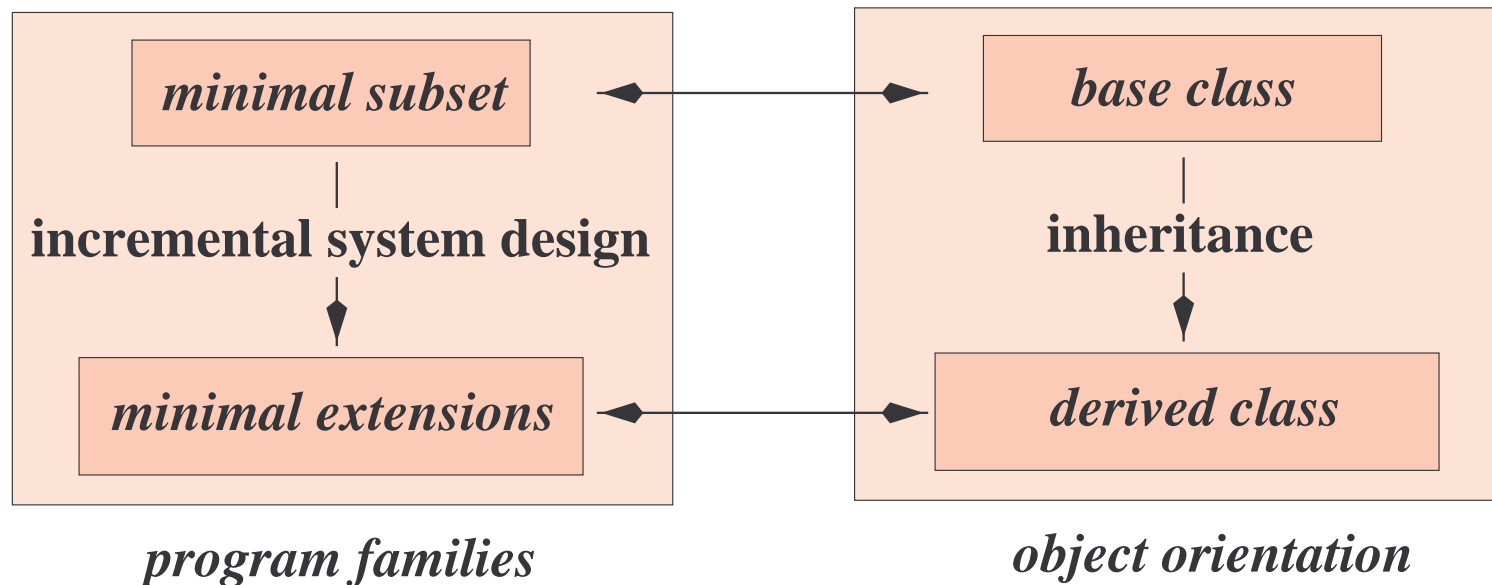 minimal subset
incremental system design
minimal extensions
program families
base class
inheritance
derived class
object orientation